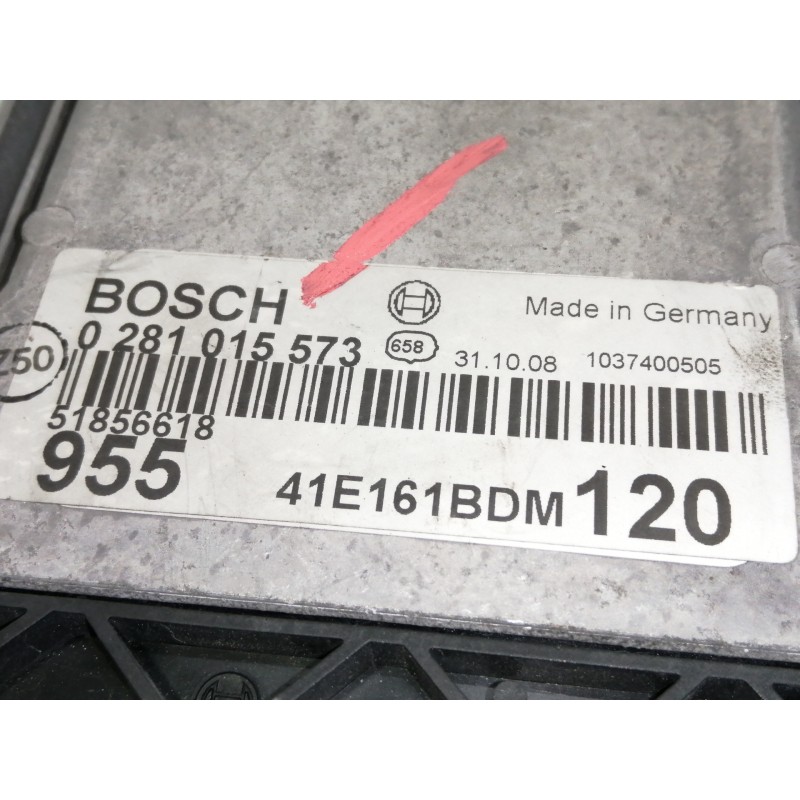 BOSCH
Made in Germany
0 281 015 573
658
31.10.08
1037400505
Z50
51856618
955
41E161BDM 120